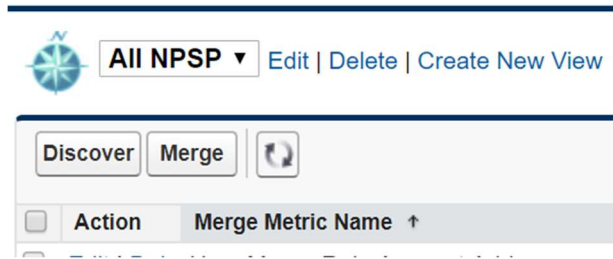 All NPSP ▼ Edit | Delete | Create New View
Discover Merge
Action Merge Metric Name ↑